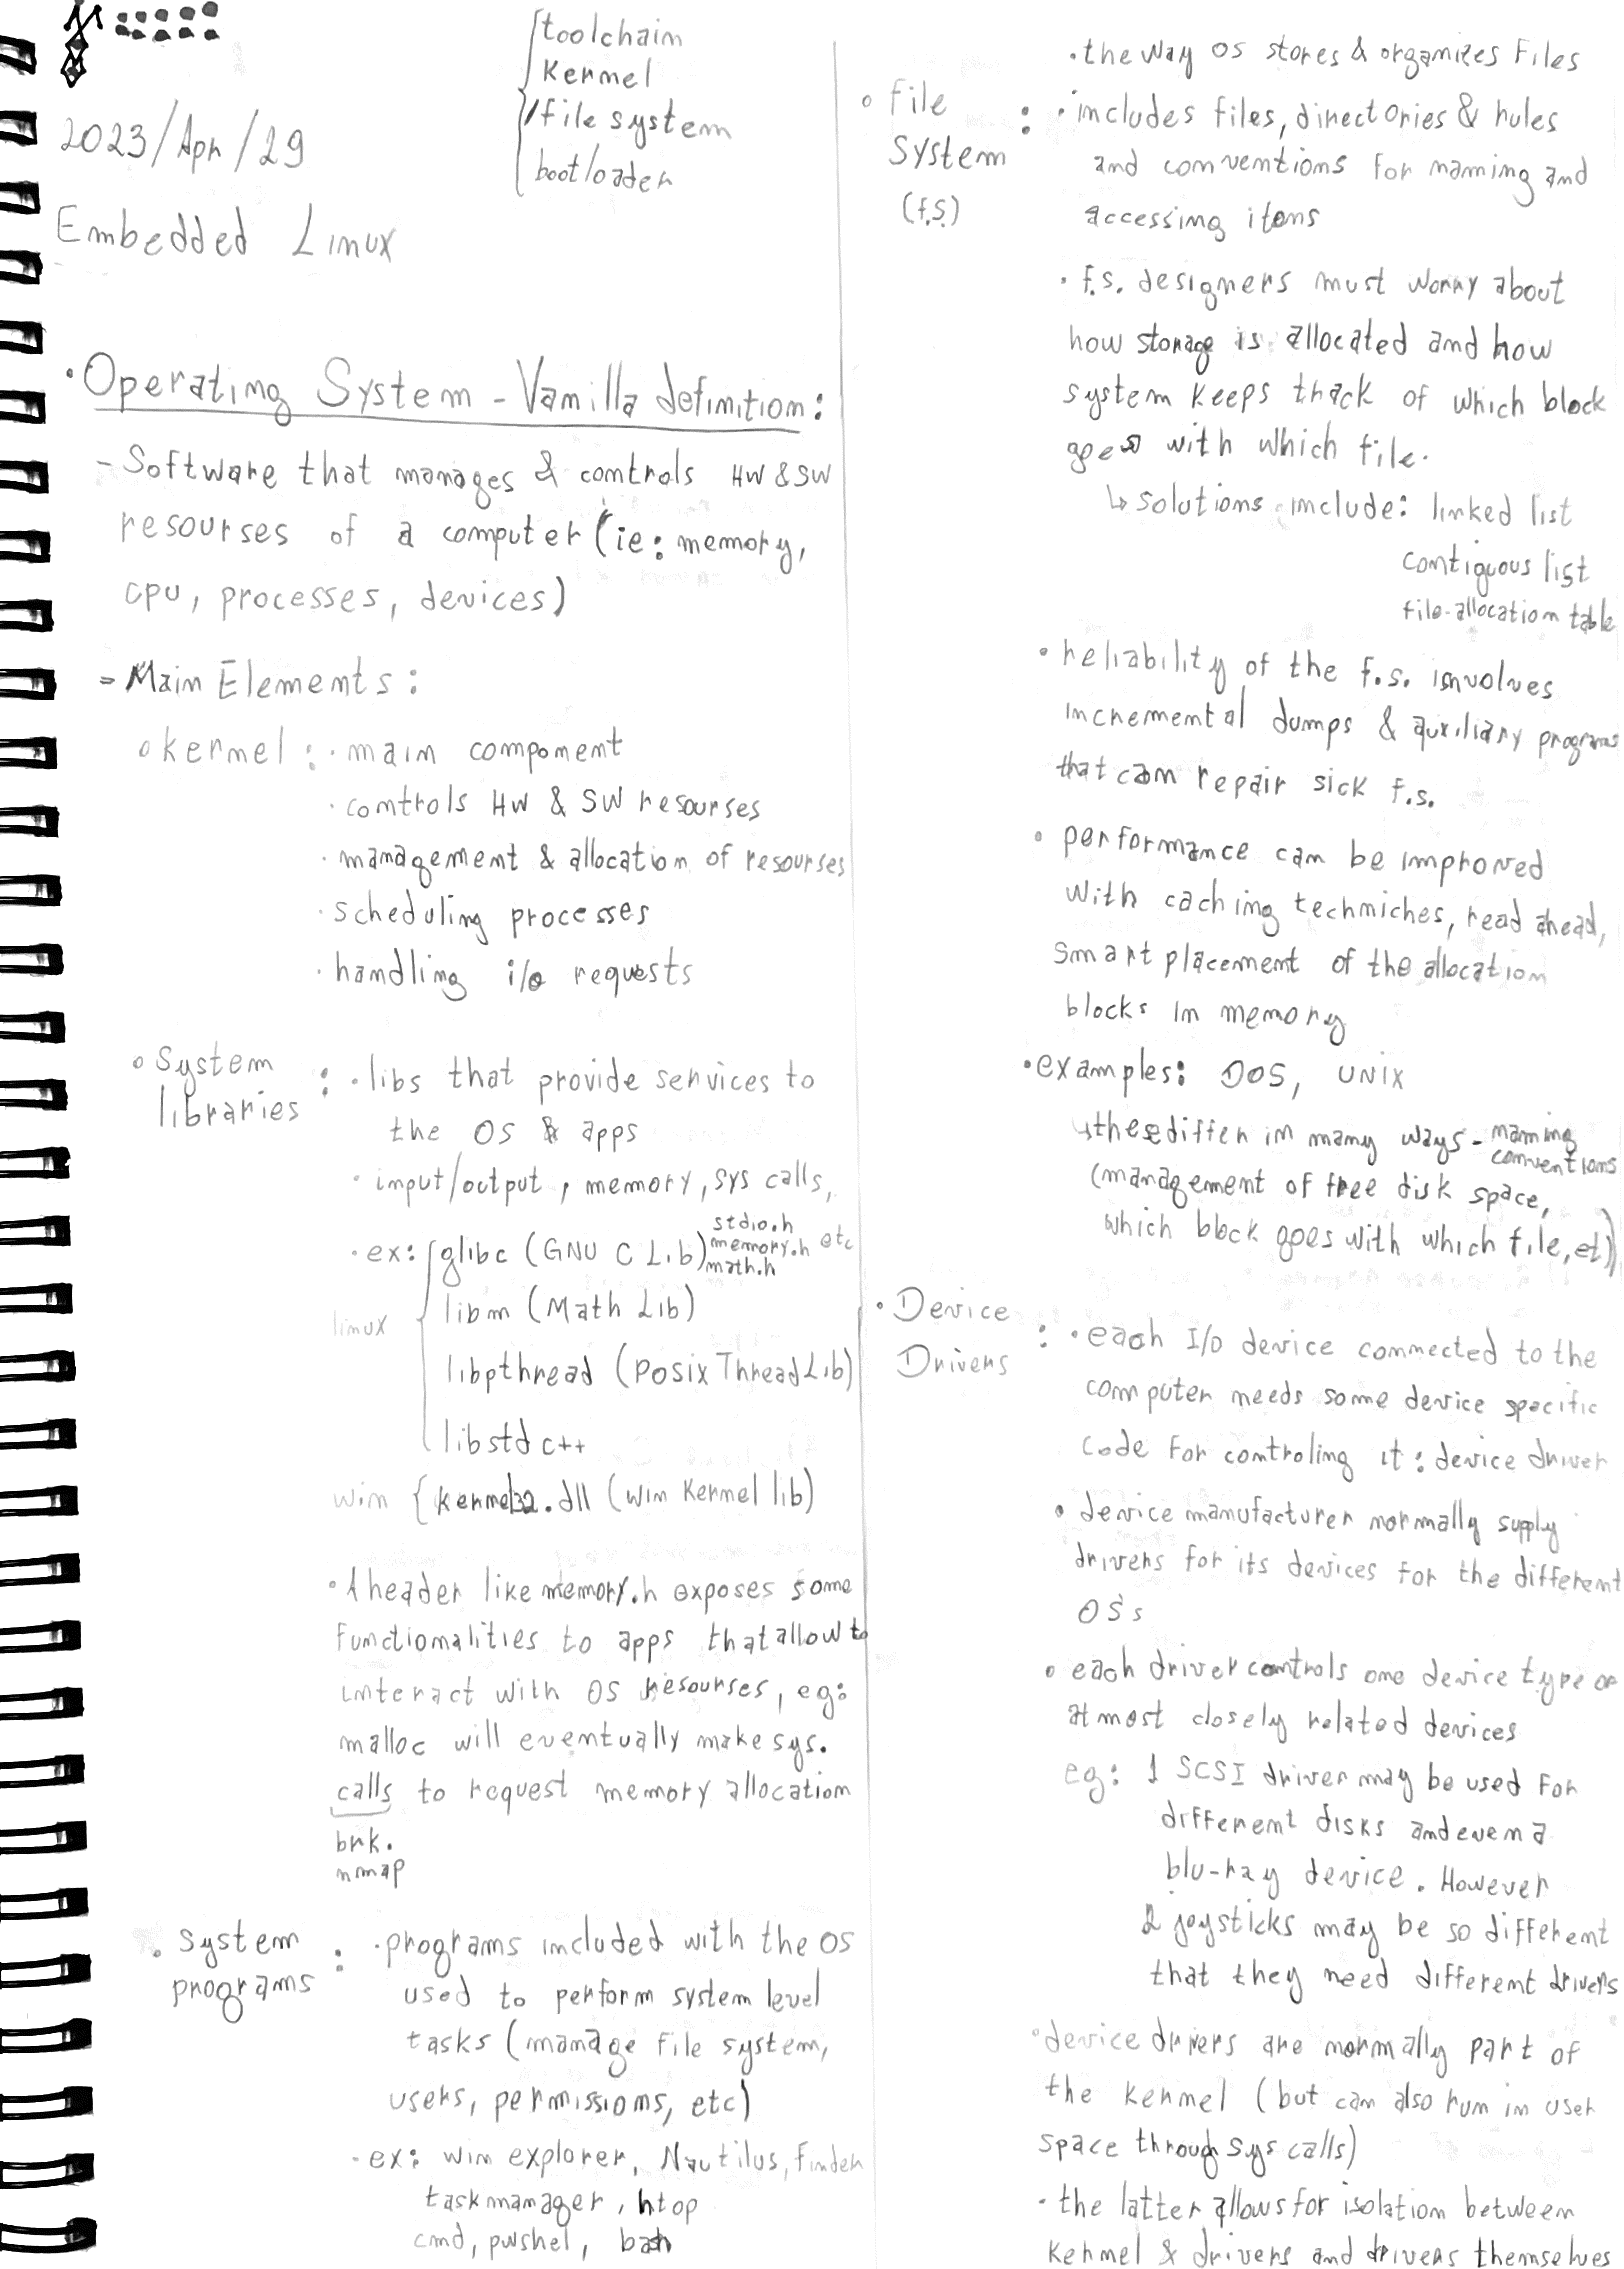 2023/Apr/29
Embedded Linux
toolchain
Kernel
file system
bootloader
• Operating System - Vanilla definition:
- Software that manages & controls HW & SW
resourses of a computer (ie: memory,
cpu, processes, devices)
- Main Elements:
o kernel : · main component
· controls HW & SW resourses
· management & allocation of resourses
· scheduling processes
· handling i/o requests
o System
libraries : · libs that provide services to
the OS & apps
· input/output, memory, sys calls,
· ex: glibc (GNU C Lib) stdio.h
memory.h etc
math.h
linux
libm (Math Lib)
libpthread (Posix Thread Lib)
libstdc++
win { kernel32.dll (win Kernel lib)
· A header like memory.h exposes some
functionalities to apps that allow to
interact with OS resourses, eg:
malloc will eventually make sys.
calls to request memory allocation
brk.
mmap
• System
programs : · programs included with the OS
used to perform system level
tasks (manage file system,
users, permissions, etc)
- ex: win explorer, Nautilus, finder
task manager, htop
cmd, pwshel, bash
· the way OS stores & organizes files
o file
System
(f.s.)
: · includes files, directories & rules
and conventions for naming and
accessing items
· f.s. designers must worry about
how storage is allocated and how
system keeps track of which block
goes with which file.
↳ solutions include: linked list
contiguous list
file-allocation table
• reliability of the f.s. involves
incremental dumps & auxiliary programs
that can repair sick f.s.
• performance can be improved
with caching techniches, read ahead,
smart placement of the allocation
blocks in memory
• examples: DOS, UNIX
↳ these differ in many ways - naming
conventions
(management of free disk space,
which block goes with which file, et)
• Device
Drivers : · each I/O device connected to the
computer needs some device specific
code for controling it: device driver
• device manufacturer normally supply
drivers for its devices for the different
OS's
• each driver controls one device type or
at most closely related devices
eg: 1 SCSI driver may be used for
different disks and even a
blu-ray device. However
2 joysticks may be so different
that they need different drivers
• device drivers are normally part of
the kernel (but can also run in user
space through sys calls)
· the latter allows for isolation between
kernel & drivers and drivers themselves